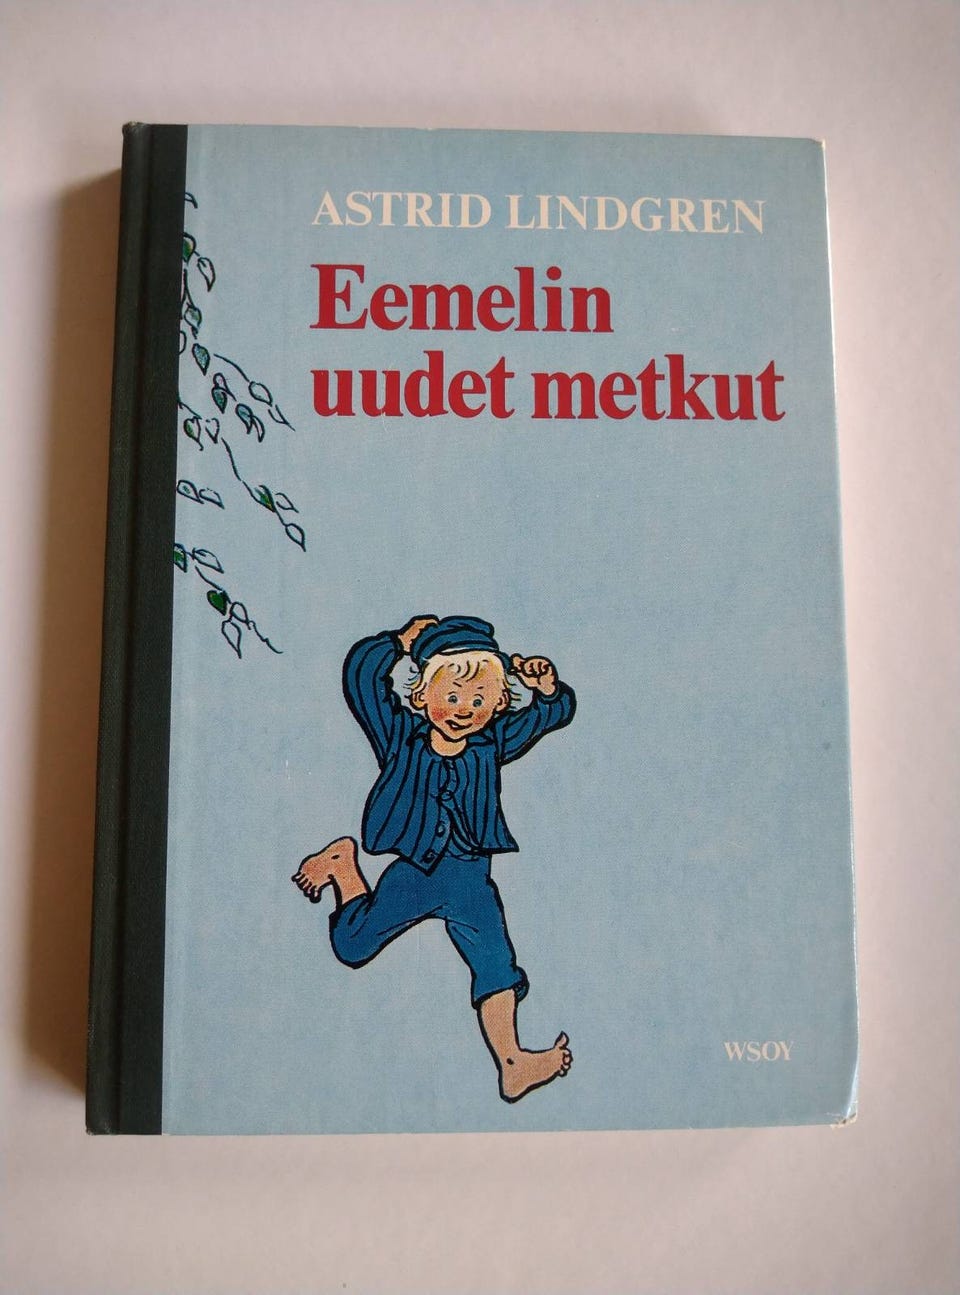 ASTRID LINDGREN
Eemelin
uudet metkut
WSOY